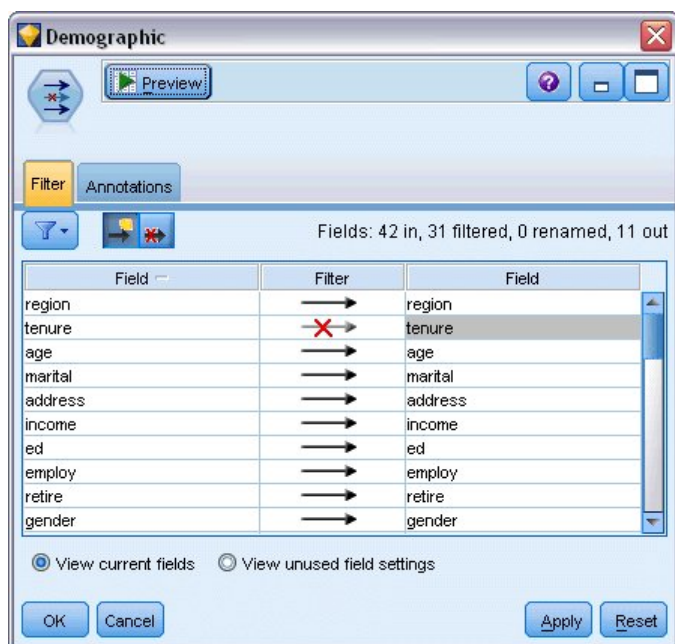 Demographic
Preview
Filter Annotations
Fields: 42 in, 31 filtered, 0 renamed, 11 out
Field Filter Field
region region
tenure tenure
age age
marital marital
address address
income income
ed ed
employ employ
retire retire
gender gender
View current fields View unused field settings
OK Cancel Apply Reset